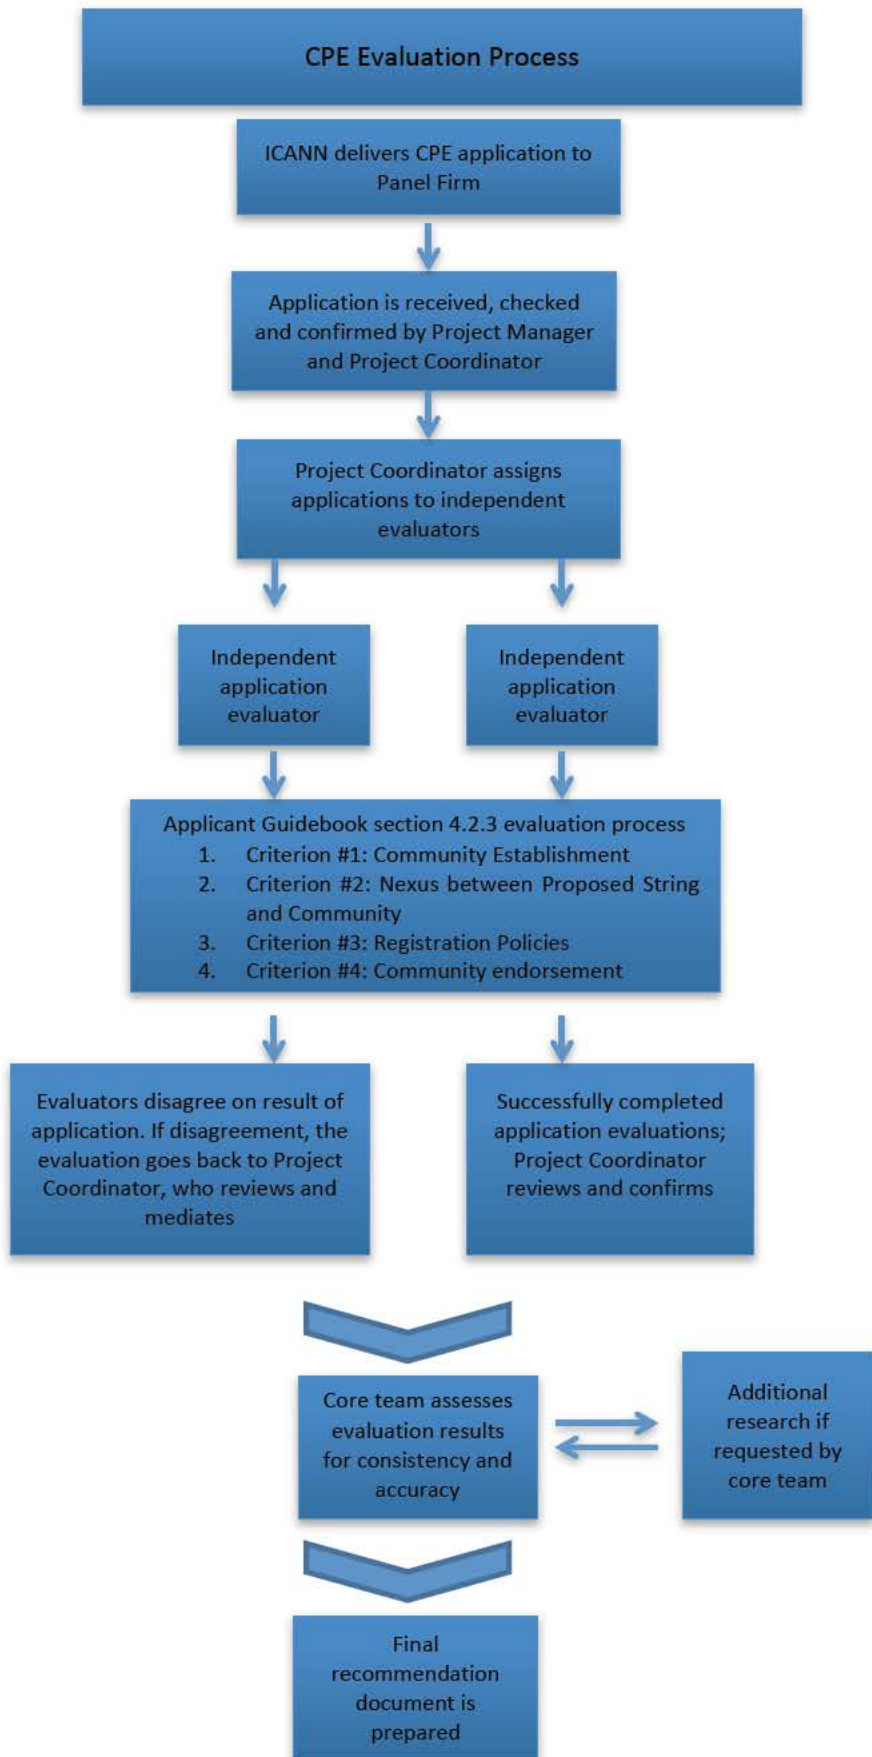 CPE Evaluation Process
ICANN delivers CPE application to
Panel Firm
Application is received, checked
and confirmed by Project Manager
and Project Coordinator
Project Coordinator assigns
applications to independent
evaluators
Independent
application
evaluator
Independent
application
evaluator
Applicant Guidebook section 4.2.3 evaluation process
1. Criterion #1: Community Establishment
2. Criterion #2: Nexus between Proposed String
and Community
3. Criterion #3: Registration Policies
4. Criterion #4: Community endorsement
Evaluators disagree on result of
application. If disagreement, the
evaluation goes back to Project
Coordinator, who reviews and
mediates
Successfully completed
application evaluations;
Project Coordinator
reviews and confirms
Core team assesses
evaluation results
for consistency and
accuracy
Additional
research if
requested by
core team
Final
recommendation
document is
prepared